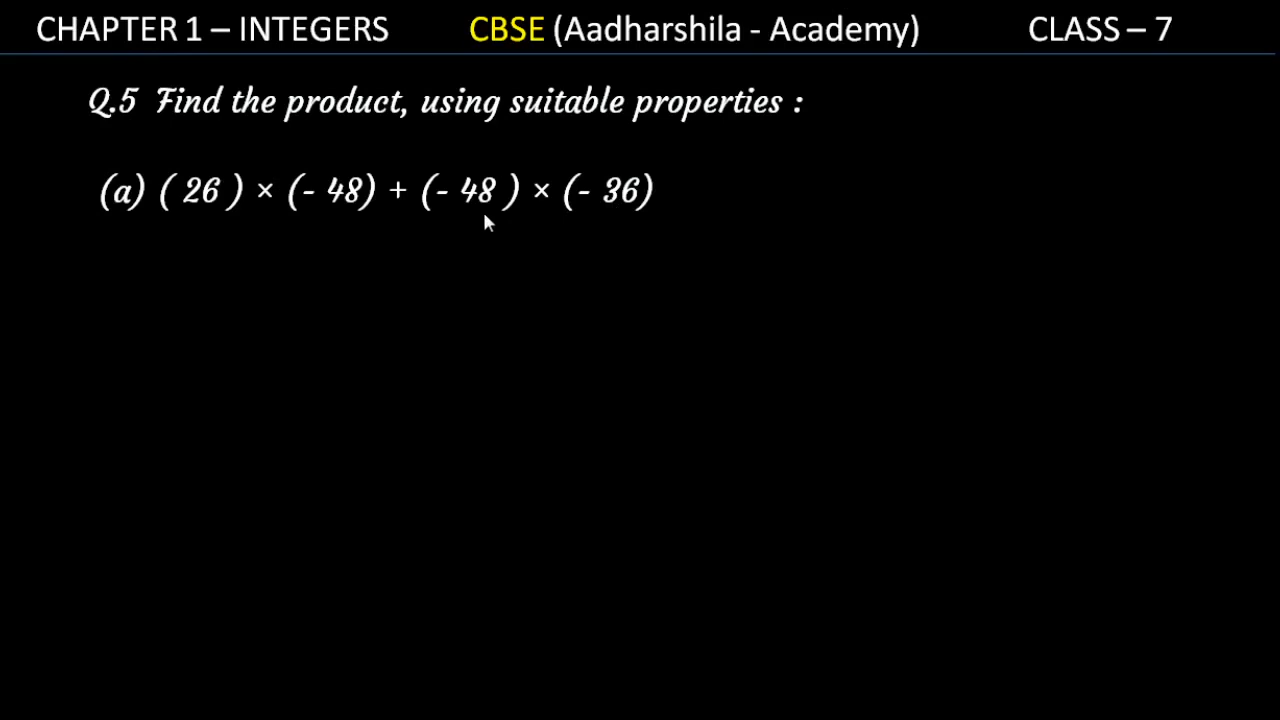 CHAPTER 1 – INTEGERS CBSE (Aadharshila - Academy) CLASS – 7
Q.5 Find the product, using suitable properties :
(a) ( 26 ) × (- 48) + (- 48 ) × (- 36)